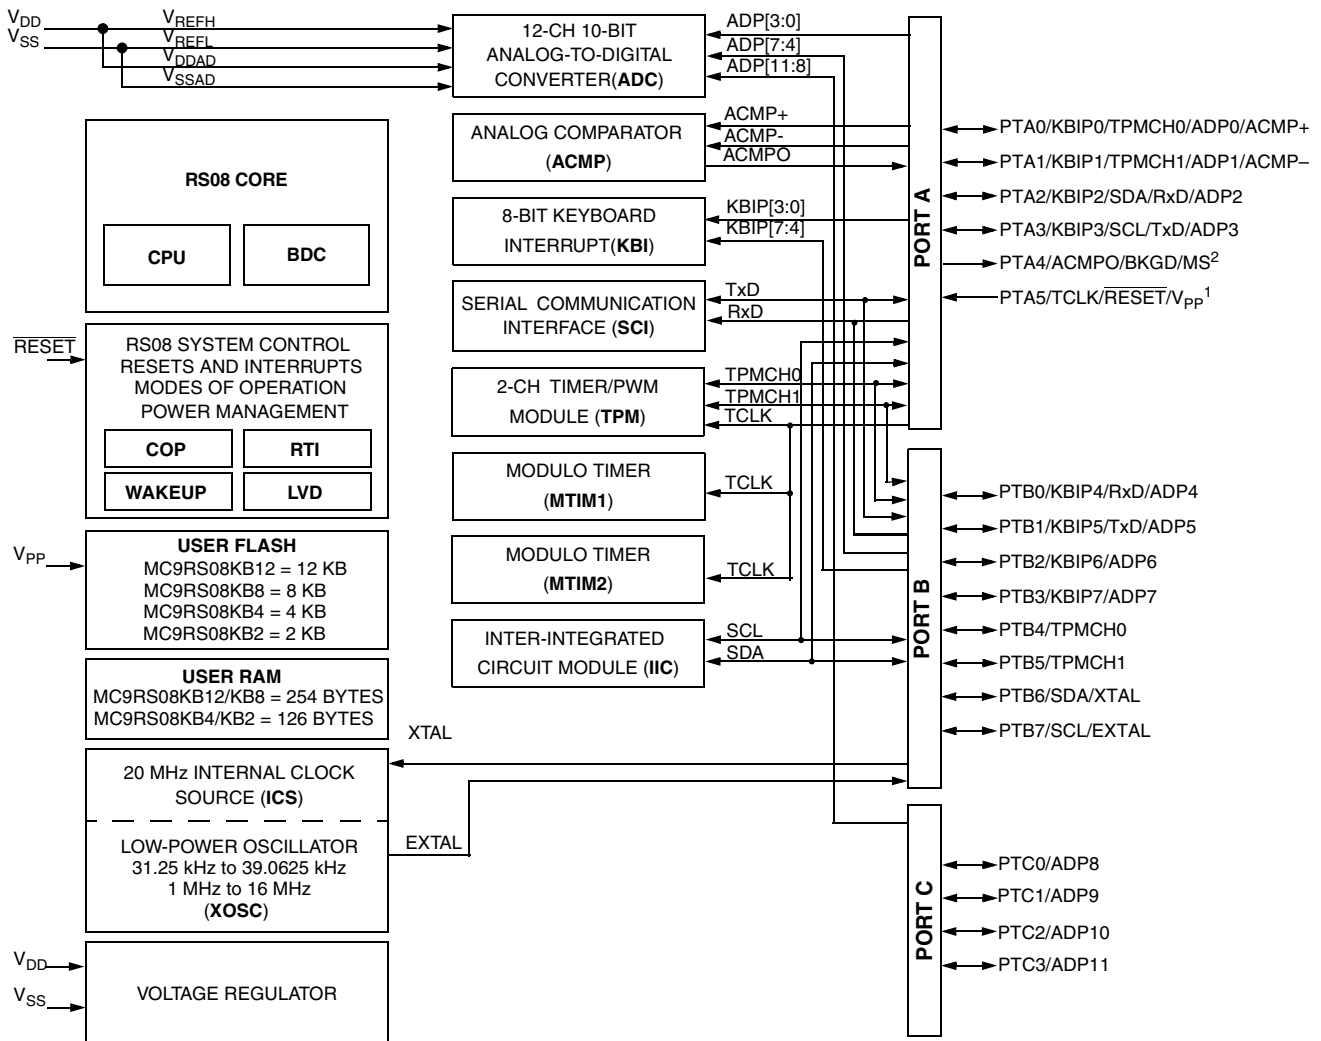 V_DD
V_SS
V_REFH
V_REFL
V_DDAD
V_SSAD
12-CH 10-BIT
ANALOG-TO-DIGITAL
CONVERTER(ADC)
ADP[3:0]
ADP[7:4]
ADP[11:8]
ANALOG COMPARATOR
(ACMP)
ACMP+
ACMP-
ACMPO
8-BIT KEYBOARD
INTERRUPT(KBI)
KBIP[3:0]
KBIP[7:4]
SERIAL COMMUNICATION
INTERFACE (SCI)
TxD
RxD
2-CH TIMER/PWM
MODULE (TPM)
TPMCH0
TPMCH1
TCLK
MODULO TIMER
(MTIM1)
TCLK
MODULO TIMER
(MTIM2)
TCLK
INTER-INTEGRATED
CIRCUIT MODULE (IIC)
SCL
SDA
RS08 CORE
CPU
BDC
RESET
RS08 SYSTEM CONTROL
RESETS AND INTERRUPTS
MODES OF OPERATION
POWER MANAGEMENT
COP
RTI
WAKEUP
LVD
V_PP
USER FLASH
MC9RS08KB12 = 12 KB
MC9RS08KB8 = 8 KB
MC9RS08KB4 = 4 KB
MC9RS08KB2 = 2 KB
USER RAM
MC9RS08KB12/KB8 = 254 BYTES
MC9RS08KB4/KB2 = 126 BYTES
XTAL
20 MHz INTERNAL CLOCK
SOURCE (ICS)
LOW-POWER OSCILLATOR
31.25 kHz to 39.0625 kHz
1 MHz to 16 MHz
(XOSC)
EXTAL
V_DD
V_SS
VOLTAGE REGULATOR
PORT A
PTA0/KBIP0/TPMCH0/ADP0/ACMP+
PTA1/KBIP1/TPMCH1/ADP1/ACMP–
PTA2/KBIP2/SDA/RxD/ADP2
PTA3/KBIP3/SCL/TxD/ADP3
PTA4/ACMPO/BKGD/MS²
PTA5/TCLK/RESET/V_PP¹
PORT B
PTB0/KBIP4/RxD/ADP4
PTB1/KBIP5/TxD/ADP5
PTB2/KBIP6/ADP6
PTB3/KBIP7/ADP7
PTB4/TPMCH0
PTB5/TPMCH1
PTB6/SDA/XTAL
PTB7/SCL/EXTAL
PORT C
PTC0/ADP8
PTC1/ADP9
PTC2/ADP10
PTC3/ADP11